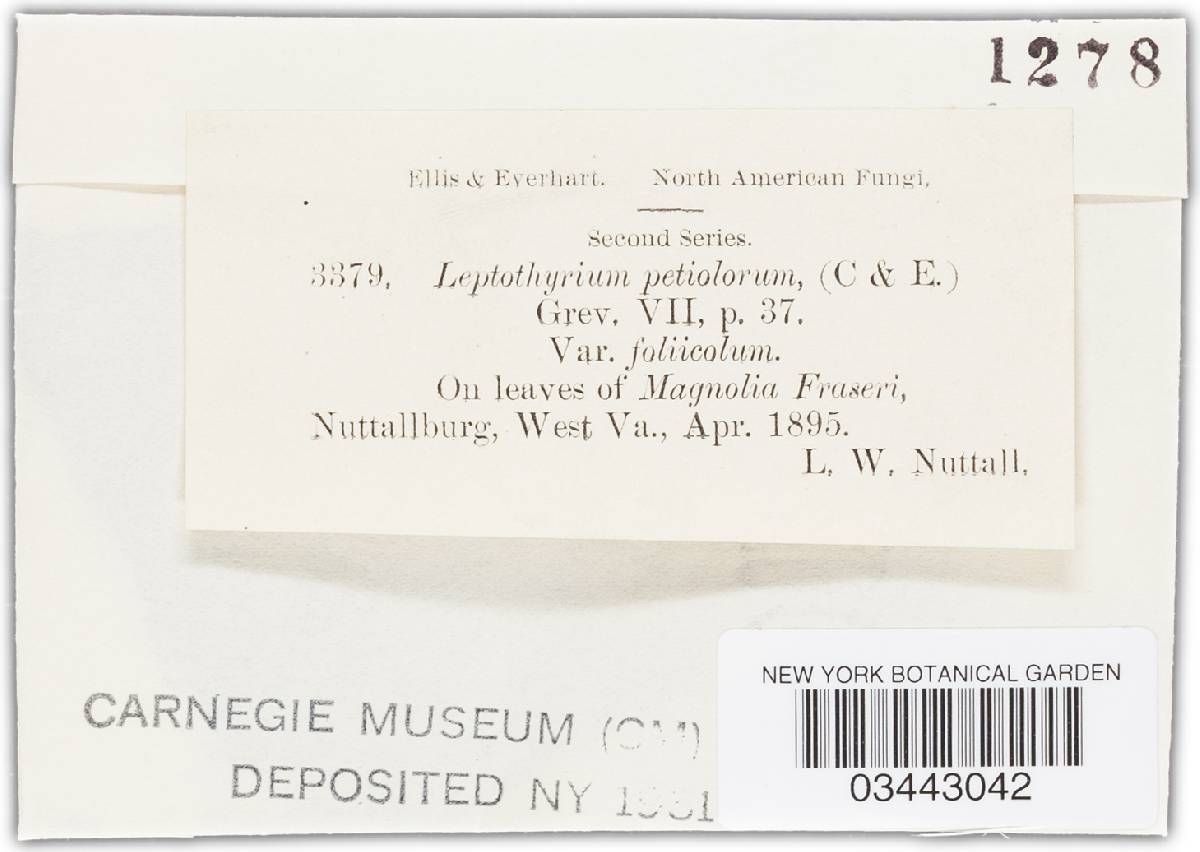 1278
Ellis & Everhart. North American Fungi,
Second Series.
3379. Leptothyrium petiolorum, (C & E.)
Grev. VII, p. 37.
Var. foliicolum.
On leaves of Magnolia Fraseri,
Nuttallburg, West Va., Apr. 1895.
L. W. Nuttall.
CARNEGIE MUSEUM (CM)
DEPOSITED NY
NEW YORK BOTANICAL GARDEN
03443042